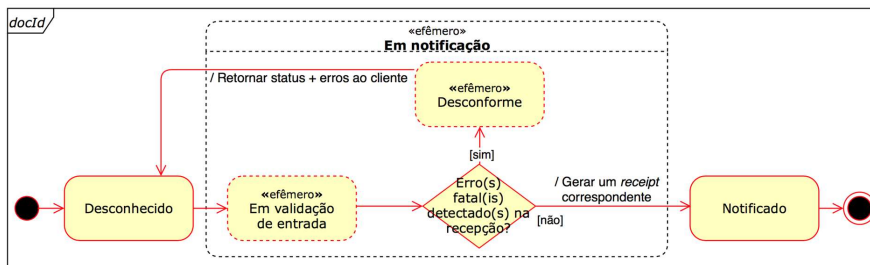 docId
«efêmero»
Em notificação
/ Retornar status + erros ao cliente
«efêmero»
Desconforme
[sim]
Desconhecido
«efêmero»
Em validação
de entrada
Erro(s)
fatal(is)
detectado(s) na
recepção?
/ Gerar um receipt
correspondente
[não]
Notificado